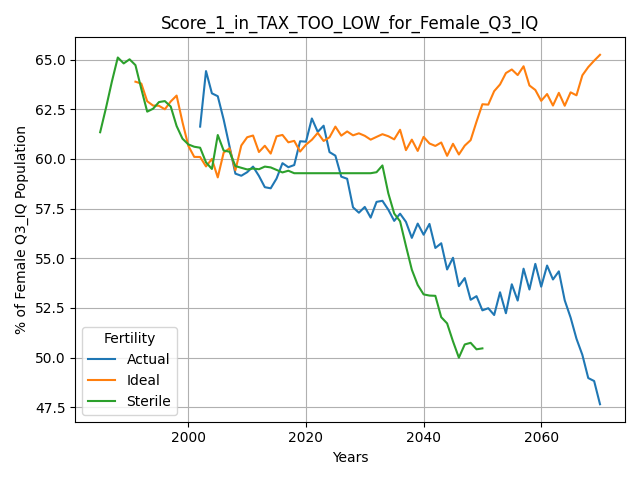 Score_1_in_TAX_TOO_LOW_for_Female_Q3_IQ
% of Female Q3_IQ Population
65.0
62.5
60.0
57.5
55.0
52.5
50.0
47.5
Fertility
Actual
Ideal
Sterile
2000 2020 2040 2060
Years